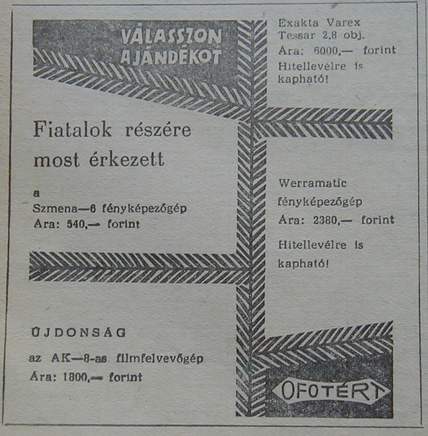 VÁLASSZON
AJÁNDÉKOT
Fiatalok részére
most érkezett
a
Szmena—6 fényképezőgép
Ára: 540,— forint
ÚJDONSÁG
az AK—8-as filmfelvevőgép
Ára: 1800,— forint
Exakta Varex
Tessar 2,8 obj.
Ára: 6000,— forint
Hitellevélre is
kapható!
Werramatic
fényképezőgép
Ára: 2380,— forint
Hitellevélre is
kapható!
OFOTÉRT